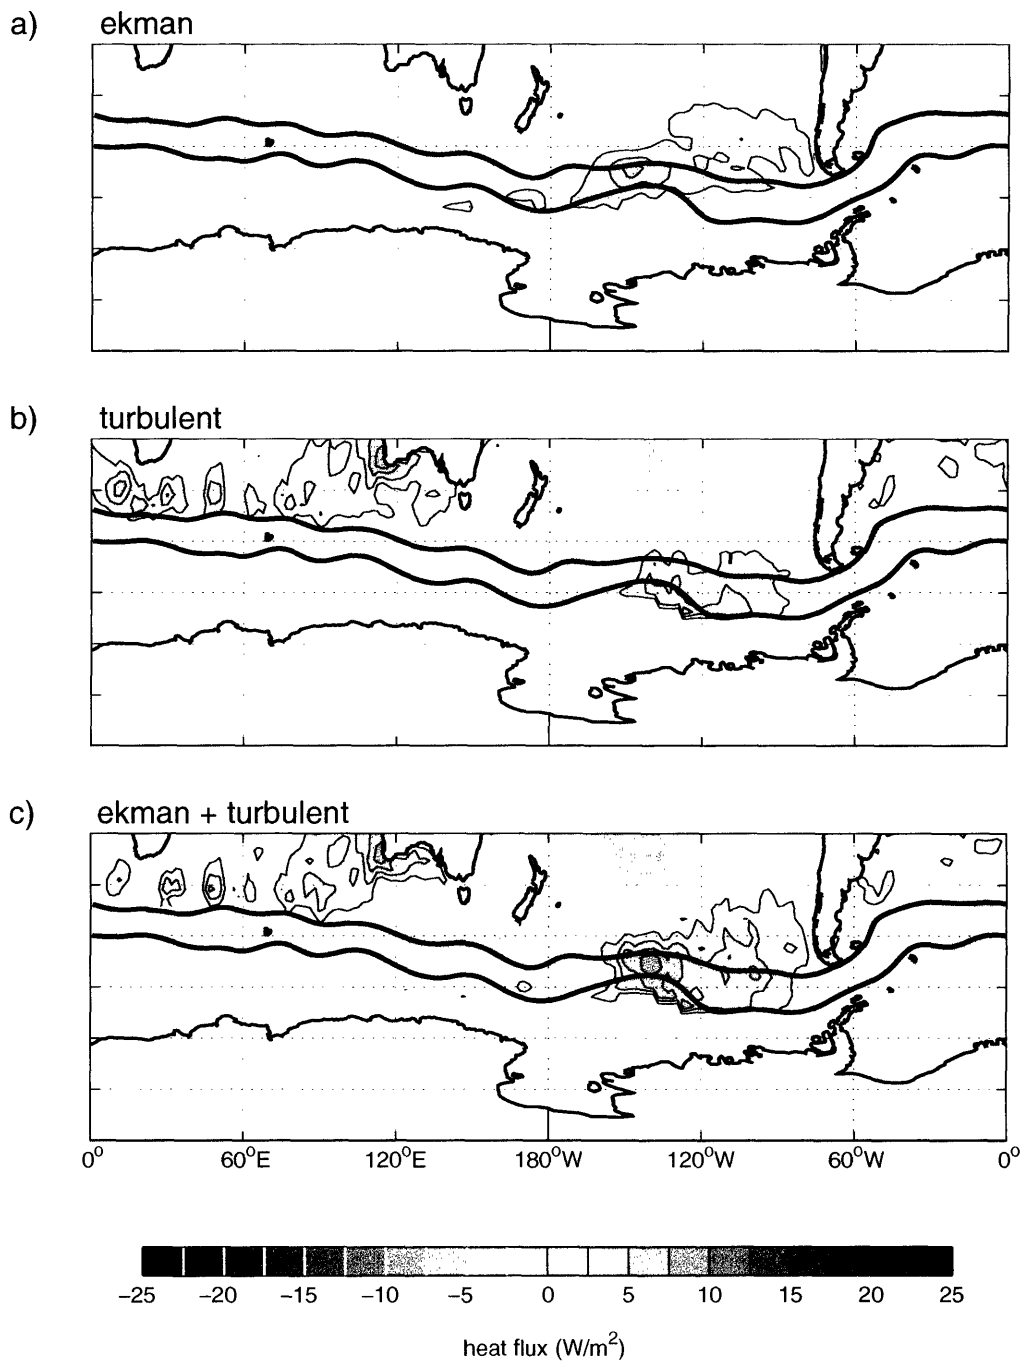 a) ekman
b) turbulent
c) ekman + turbulent
0° 60°E 120°E 180°W 120°W 60°W 0°
−25 −20 −15 −10 −5 0 5 10 15 20 25
heat flux (W/m²)